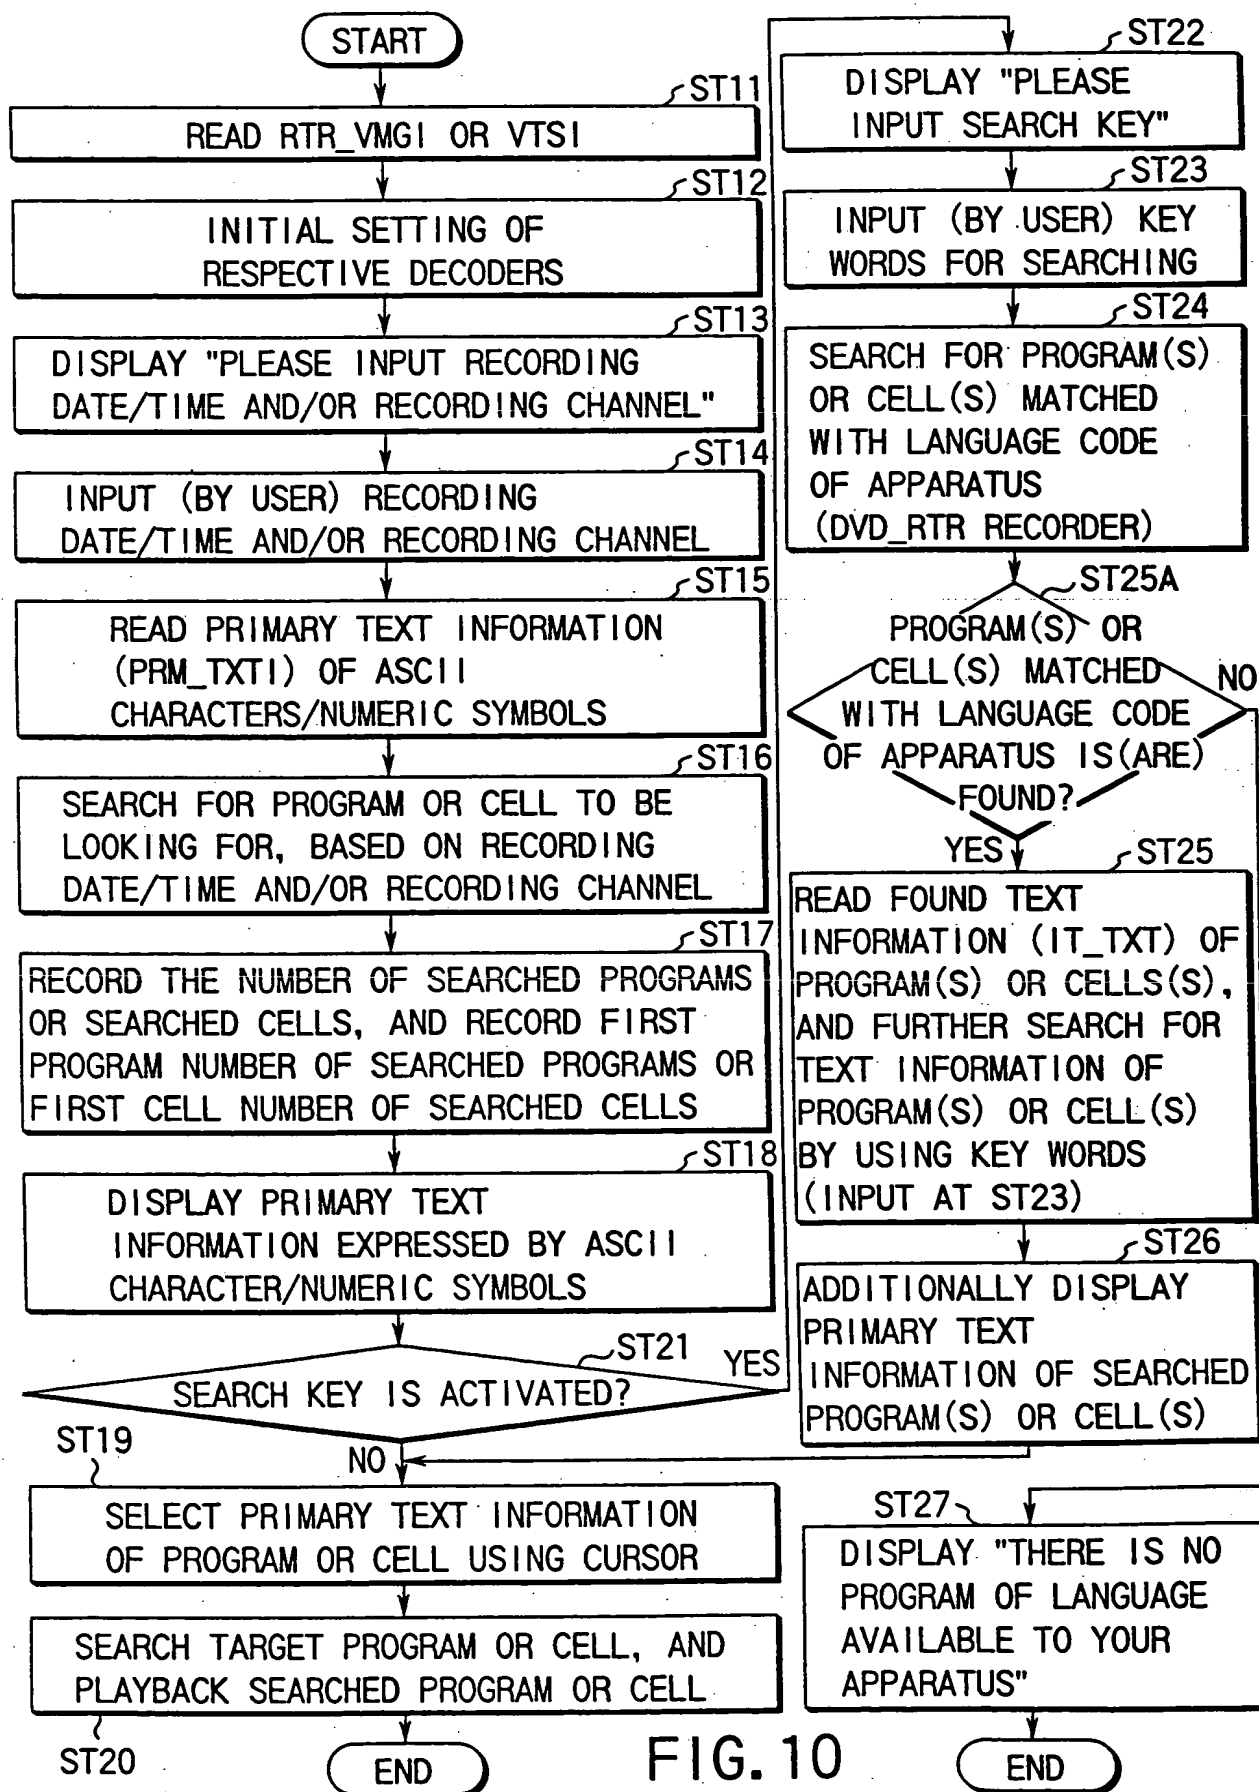 START
ST11
READ RTR_VMGI OR VTSI
ST12
INITIAL SETTING OF
RESPECTIVE DECODERS
ST13
DISPLAY "PLEASE INPUT RECORDING
DATE/TIME AND/OR RECORDING CHANNEL"
ST14
INPUT (BY USER) RECORDING
DATE/TIME AND/OR RECORDING CHANNEL
ST15
READ PRIMARY TEXT INFORMATION
(PRM_TXTI) OF ASCII
CHARACTERS/NUMERIC SYMBOLS
ST16
SEARCH FOR PROGRAM OR CELL TO BE
LOOKING FOR, BASED ON RECORDING
DATE/TIME AND/OR RECORDING CHANNEL
ST17
RECORD THE NUMBER OF SEARCHED PROGRAMS
OR SEARCHED CELLS, AND RECORD FIRST
PROGRAM NUMBER OF SEARCHED PROGRAMS OR
FIRST CELL NUMBER OF SEARCHED CELLS
ST18
DISPLAY PRIMARY TEXT
INFORMATION EXPRESSED BY ASCII
CHARACTER/NUMERIC SYMBOLS
ST21
SEARCH KEY IS ACTIVATED?
YES
NO
ST19
SELECT PRIMARY TEXT INFORMATION
OF PROGRAM OR CELL USING CURSOR
SEARCH TARGET PROGRAM OR CELL, AND
PLAYBACK SEARCHED PROGRAM OR CELL
ST20
END
ST22
DISPLAY "PLEASE
INPUT SEARCH KEY"
ST23
INPUT (BY USER) KEY
WORDS FOR SEARCHING
ST24
SEARCH FOR PROGRAM(S)
OR CELL(S) MATCHED
WITH LANGUAGE CODE
OF APPARATUS
(DVD_RTR RECORDER)
ST25A
PROGRAM(S) OR
CELL(S) MATCHED
WITH LANGUAGE CODE
OF APPARATUS IS(ARE)
FOUND?
NO
YES
ST25
READ FOUND TEXT
INFORMATION (IT_TXT) OF
PROGRAM(S) OR CELLS(S),
AND FURTHER SEARCH FOR
TEXT INFORMATION OF
PROGRAM(S) OR CELL(S)
BY USING KEY WORDS
(INPUT AT ST23)
ST26
ADDITIONALLY DISPLAY
PRIMARY TEXT
INFORMATION OF SEARCHED
PROGRAM(S) OR CELL(S)
ST27
DISPLAY "THERE IS NO
PROGRAM OF LANGUAGE
AVAILABLE TO YOUR
APPARATUS"
END
FIG.10